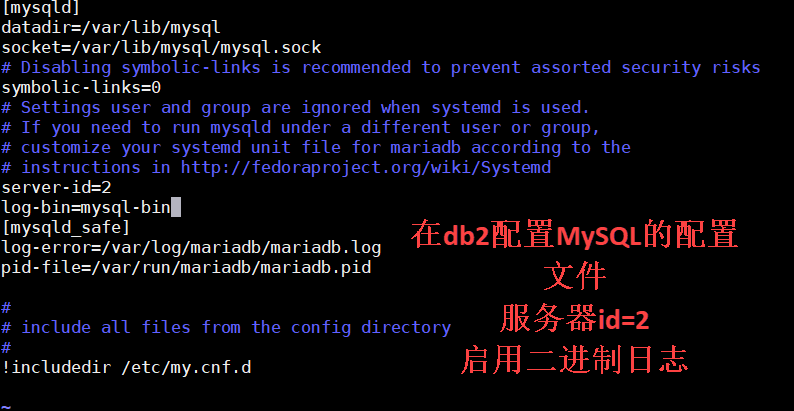 [mysqld]
datadir=/var/lib/mysql
socket=/var/lib/mysql/mysql.sock
# Disabling symbolic-links is recommended to prevent assorted security risks
symbolic-links=0
# Settings user and group are ignored when systemd is used.
# If you need to run mysqld under a different user or group,
# customize your systemd unit file for mariadb according to the
# instructions in http://fedoraproject.org/wiki/Systemd
server-id=2
log-bin=mysql-bin
[mysqld_safe]
log-error=/var/log/mariadb/mariadb.log
pid-file=/var/run/mariadb/mariadb.pid
#
# include all files from the config directory
#
!includedir /etc/my.cnf.d
~
在db2配置MySQL的配置
文件
服务器id=2
启用二进制日志